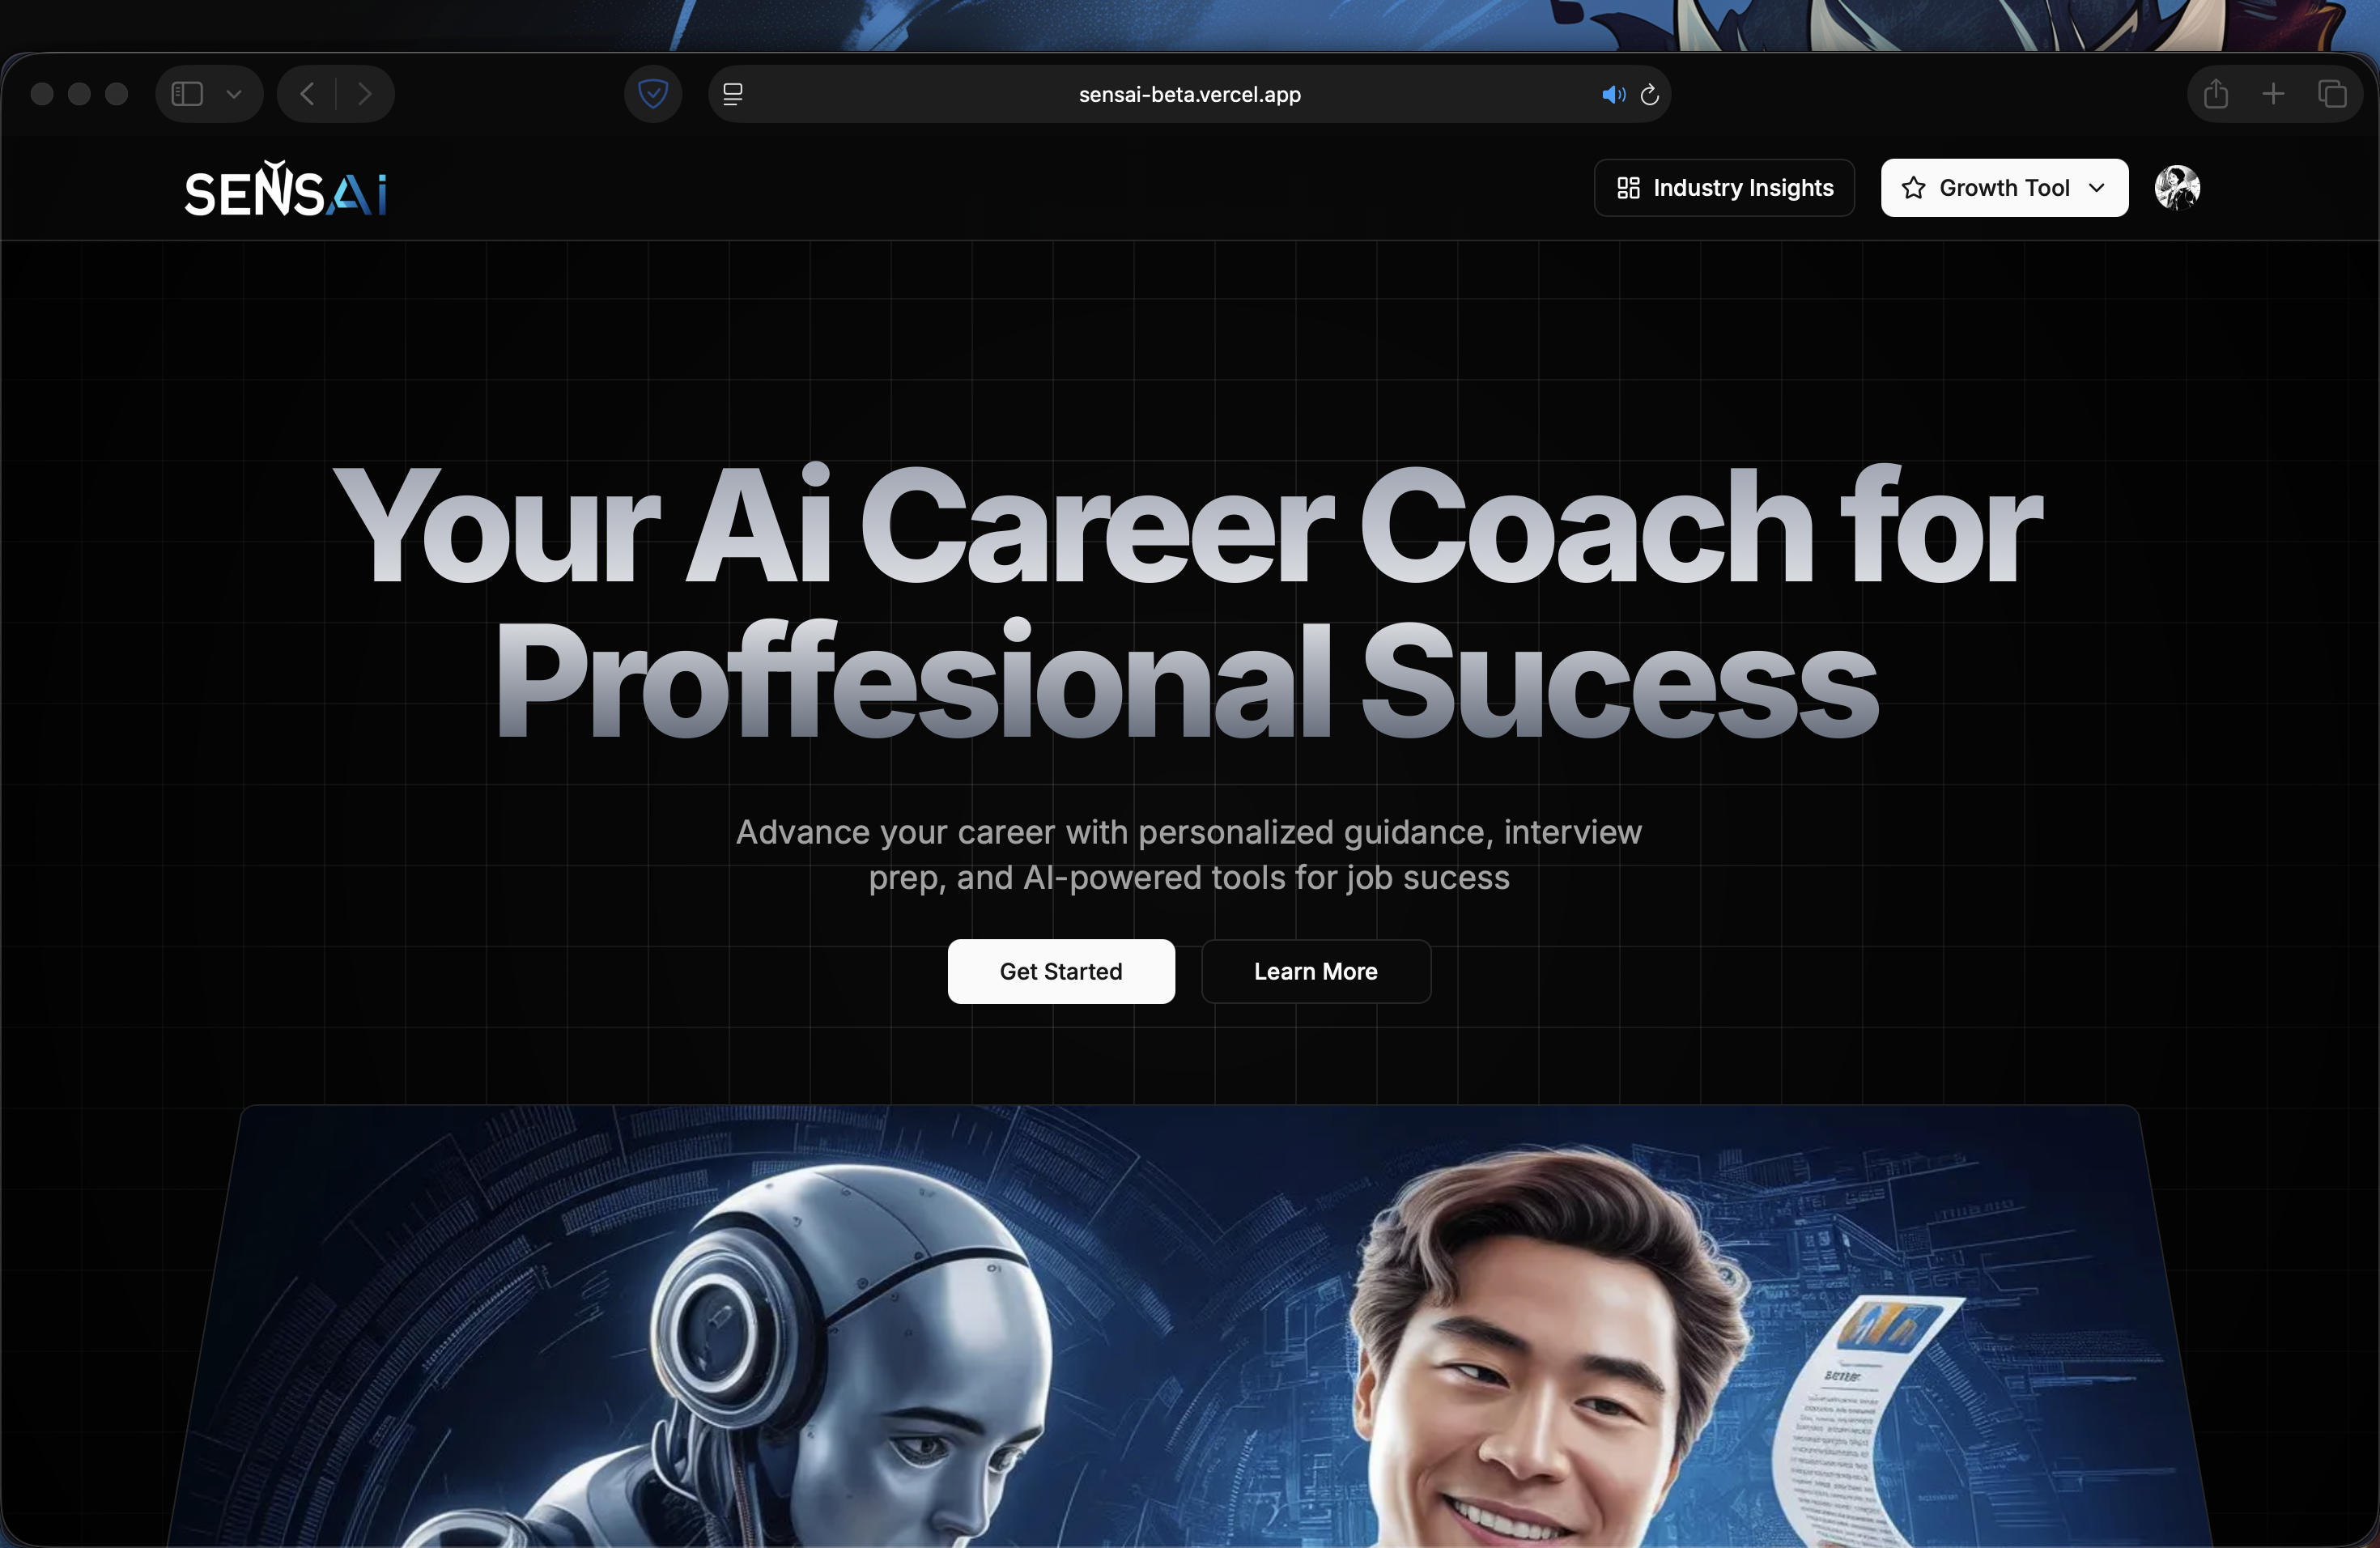 sensai-beta.vercel.app
SENSAi
Industry Insights
Growth Tool
Your Ai Career Coach for
Proffesional Sucess
Advance your career with personalized guidance, interview
prep, and AI-powered tools for job sucess
Get Started
Learn More